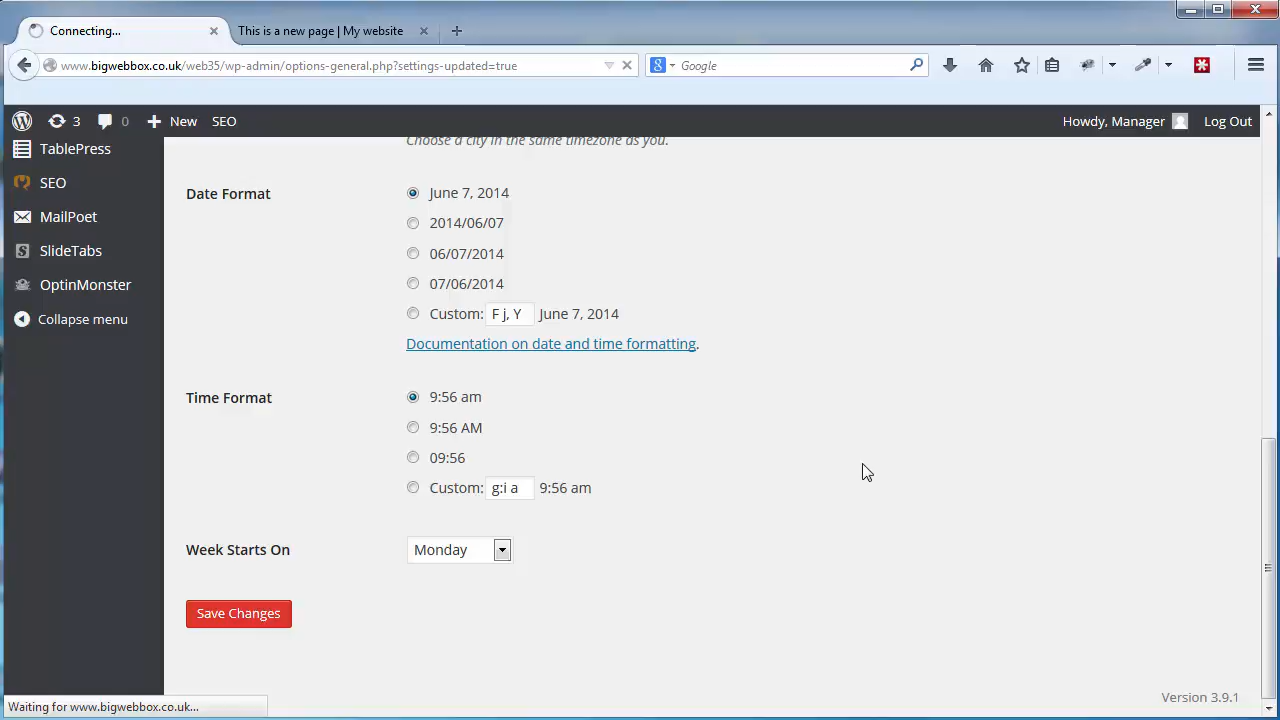 Connecting...
This is a new page | My website
www.bigwebbox.co.uk/web35/wp-admin/options-general.php?settings-updated=true
Google
3
0
New
SEO
Howdy, Manager
Log Out
TablePress
SEO
MailPoet
SlideTabs
OptinMonster
Collapse menu
Choose a city in the same timezone as you.
Date Format
June 7, 2014
2014/06/07
06/07/2014
07/06/2014
Custom: F j, Y June 7, 2014
Documentation on date and time formatting.
Time Format
9:56 am
9:56 AM
09:56
Custom: g:i a 9:56 am
Week Starts On
Monday
Save Changes
Version 3.9.1
Waiting for www.bigwebbox.co.uk...